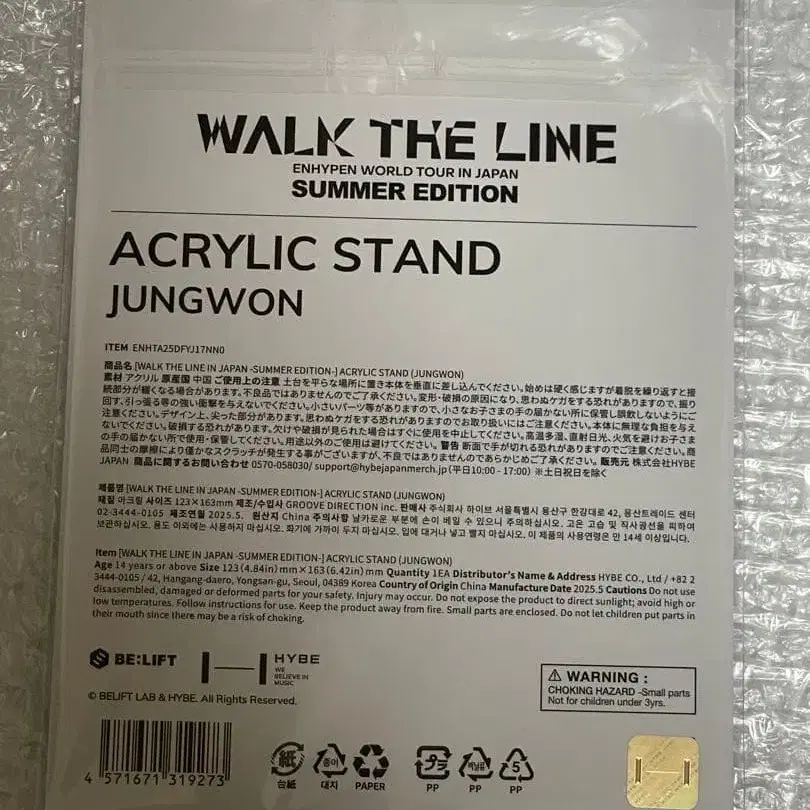 WALK THE LINE
ENHYPEN WORLD TOUR IN JAPAN
SUMMER EDITION
ACRYLIC STAND
JUNGWON
ITEM ENHTA25DFYJ17NN0
商品名 [WALK THE LINE IN JAPAN -SUMMER EDITION-] ACRYLIC STAND (JUNGWON)
素材 アクリル 原産国 中国 ご使用上の注意 土台を平らな場所に置き本体を垂直に差し込んでください。始めは硬く感じますが着脱を繰り返すと接
続部分が緩くなる場合があります。不良品ではありませんのでご了承ください。変形・破損の原因になり、思わぬケガをする恐れがありますので、振り
回す、引っ張る等の強い衝撃を与えないでください。小さいパーツ等がありますので、小さなお子さまの手の届かない所に保管し誤飲しないようにご
注意ください。デザイン上、尖った部分があります。思わぬケガをする恐れがありますのでお取り扱いにはご注意ください。本体に無理な負担を与え
ないでください。破損する恐れがあります。欠けや破損が見られた場合はすぐに使用を中止してください。高温多湿、直射日光、火気を避けお子さま
の手の届かない所で使用・保管してください。用途以外のご使用は避けてください。 警告 断面で手が切れる恐れがありますのでご注意ください。 商
品同士の摩擦により僅かなスクラッチが発生する事がございますが、不良ではありませんのであらかじめご了承ください。 販売元 株式会社HYBE
JAPAN 商品に関するお問い合わせ 0570-058030/ support@hybejapanmerch.jp (平日10:00 - 17:00) ※土日祝日を除く
제품명 [WALK THE LINE IN JAPAN -SUMMER EDITION-] ACRYLIC STAND (JUNGWON)
재질 아크릴 사이즈 123×163mm 제조/수입사 GROOVE DIRECTION inc. 판매사 주식회사 하이브 서울특별시 용산구 한강대로 42, 용산트레이드 센터
02-3444-0105 제조연월 2025.5. 원산지 China 주의사항 날카로운 부분에 손이 베일 수 있으니 주의하십시오. 고온 고습 및 직사광선을 피하여
보관하십시오. 용도 이외에는 사용하지 마십시오. 화기에 가까이 두지 마십시오. 입에 대거나 넣고 빨지 마십시오. 이 제품의 사용연령은 만 14세 이상입니다.
Item [WALK THE LINE IN JAPAN -SUMMER EDITION-] ACRYLIC STAND (JUNGWON)
Age 14 years or above Size 123 (4.84in) mm×163 (6.42in) mm Quantity 1EA Distributor's Name & Address HYBE CO., Ltd / +82 2
3444-0105 / 42, Hangang-daero, Yongsan-gu, Seoul, 04389 Korea Country of Origin China Manufacture Date 2025.5 Cautions Do not use
disassembled, damaged or deformed parts for your safety. Injury may occur. Do not expose the product to direct sunlight; avoid high or
low temperatures. Follow instructions for use. Keep the product away from fire. Small parts are enclosed. Do not let children put parts in
their mouth since there may be a risk of choking.
BE:LIFT
HYBE
WE
BELIEVE IN
MUSIC
© BELIFT LAB & HYBE. All Rights Reserved.
⚠ WARNING :
CHOKING HAZARD -Small parts
Not for children under 3yrs.
4 571671 319273
紙
台紙
종이
대지
PAPER
プラ
PP
비닐류
PP
5
PP